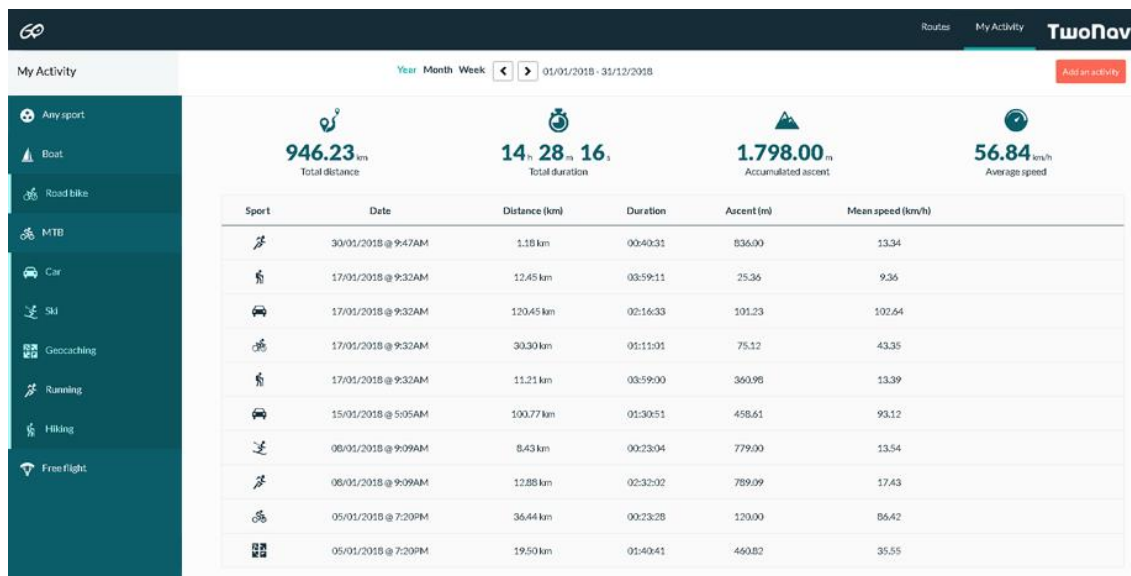 GO
Routes My Activity TwoNav
My Activity
Year Month Week < > 01/01/2018 - 31/12/2018
Add an activity
Any sport
Boat
Road bike
MTB
Car
Ski
Geocaching
Running
Hiking
Free flight
946.23 km
Total distance
14h 28m 16s
Total duration
1.798.00 m
Accumulated ascent
56.84 km/h
Average speed
Sport Date Distance (km) Duration Ascent (m) Mean speed (km/h)
30/01/2018 @ 9:47AM 1.18 km 00:40:31 836.00 13.34
17/01/2018 @ 9:32AM 12.45 km 03:59:11 25.36 9.36
17/01/2018 @ 9:32AM 120.45 km 02:16:33 101.23 102.64
17/01/2018 @ 9:32AM 30.30 km 01:11:01 75.12 43.35
17/01/2018 @ 9:32AM 11.21 km 03:59:00 360.98 13.39
15/01/2018 @ 5:05AM 100.77 km 01:30:51 458.61 93.12
08/01/2018 @ 9:09AM 8.43 km 00:23:04 779.00 13.54
08/01/2018 @ 9:09AM 12.88 km 02:32:02 789.09 17.43
05/01/2018 @ 7:20PM 36.44 km 00:23:28 120.00 86.42
05/01/2018 @ 7:20PM 19.50 km 01:40:41 460.82 35.55